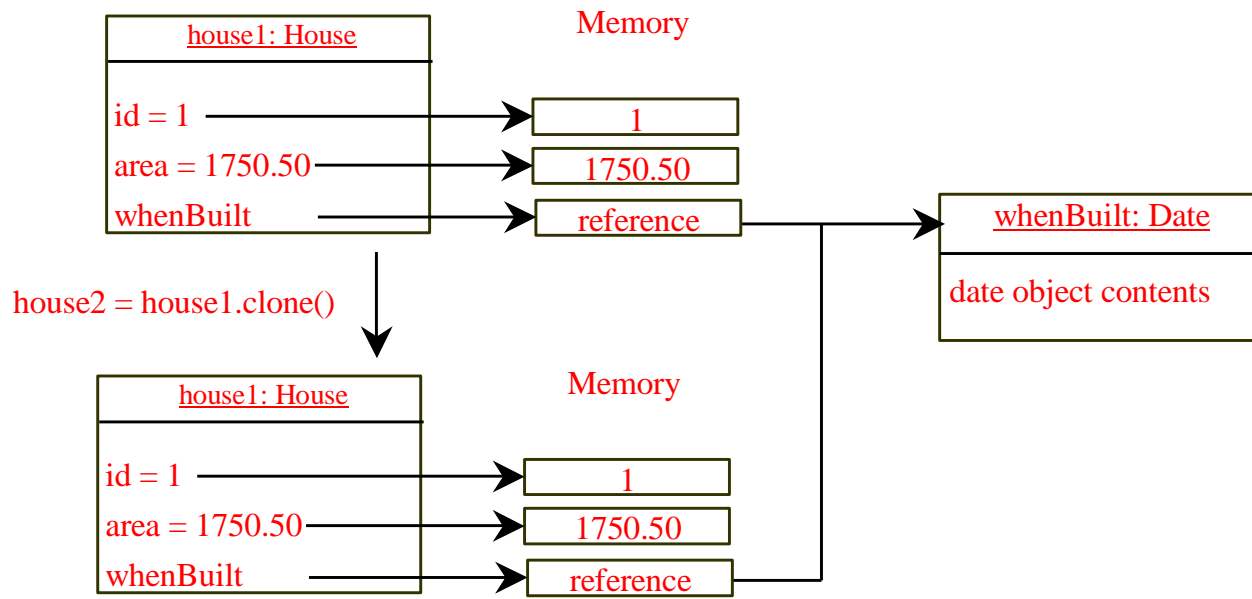 house1: House
Memory
id = 1
1
area = 1750.50
1750.50
whenBuilt
reference
whenBuilt: Date
date object contents
house2 = house1.clone()
house1: House
Memory
id = 1
1
area = 1750.50
1750.50
whenBuilt
reference